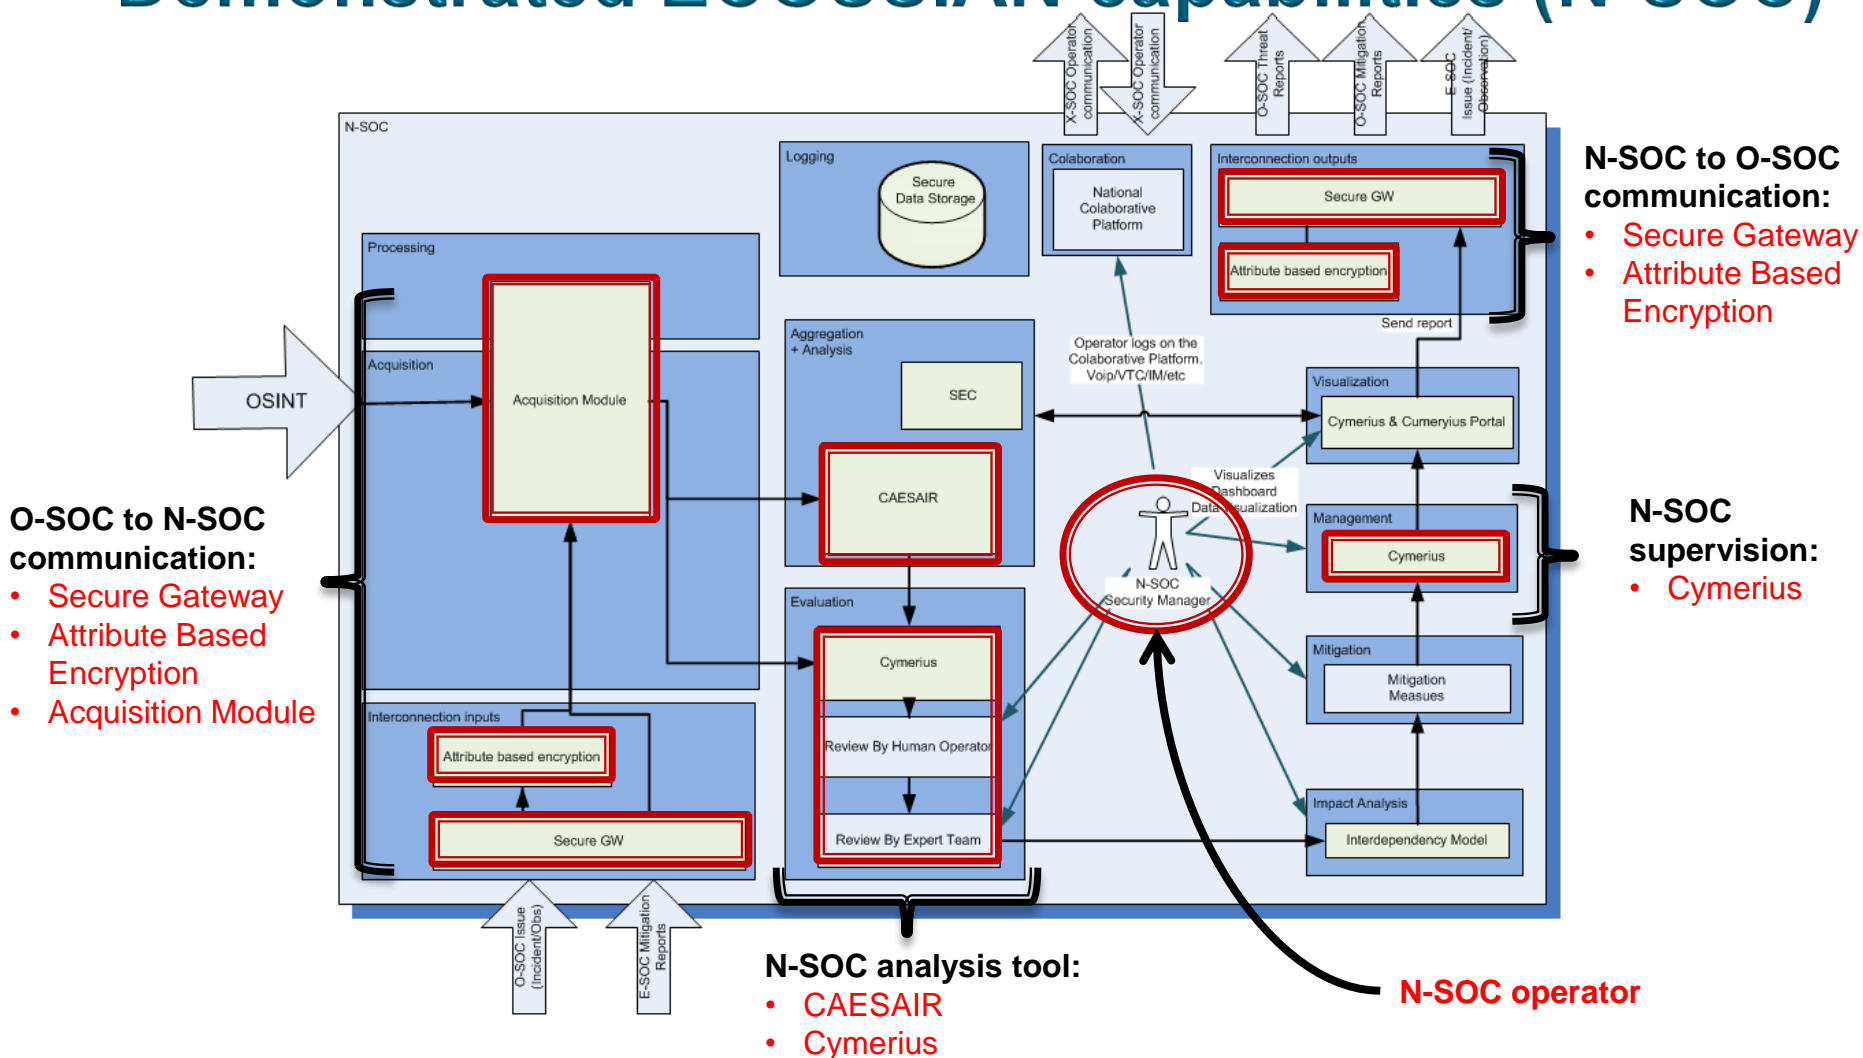 Demonstrated ECOSSIAN capabilities (N-SOC)
X-SOC Operator
communication
X-SOC Operator
communication
O-SOC Threat
Reports
O-SOC Mitigation
Reports
E-SOC
Issue (Incident/
Observation)
N-SOC
Logging
Secure
Data Storage
Colaboration
National
Colaborative
Platform
Interconnection outputs
Secure GW
Attribute based encryption
N-SOC to O-SOC
communication:
• Secure Gateway
• Attribute Based
Encryption
Processing
Acquisition
Acquisition Module
OSINT
Aggregation
+ Analysis
SEC
CAESAIR
Operator logs on the
Colaborative Platform.
Voip/VTC/IM/etc
Send report
Visualization
Cymerius & Cumeryius Portal
Visualizes
Dashboard
Data Visualization
N-SOC
Security Manager
Management
Cymerius
N-SOC
supervision:
• Cymerius
O-SOC to N-SOC
communication:
• Secure Gateway
• Attribute Based
Encryption
• Acquisition Module
Evaluation
Cymerius
Review By Human Operator
Review By Expert Team
Mitigation
Mitigation
Measues
Impact Analysis
Interdependency Model
Interconnection inputs
Attribute based encryption
Secure GW
O-SOC Issue
(Incident/Obs)
E-SOC Mitigation
Reports
N-SOC analysis tool:
• CAESAIR
• Cymerius
N-SOC operator